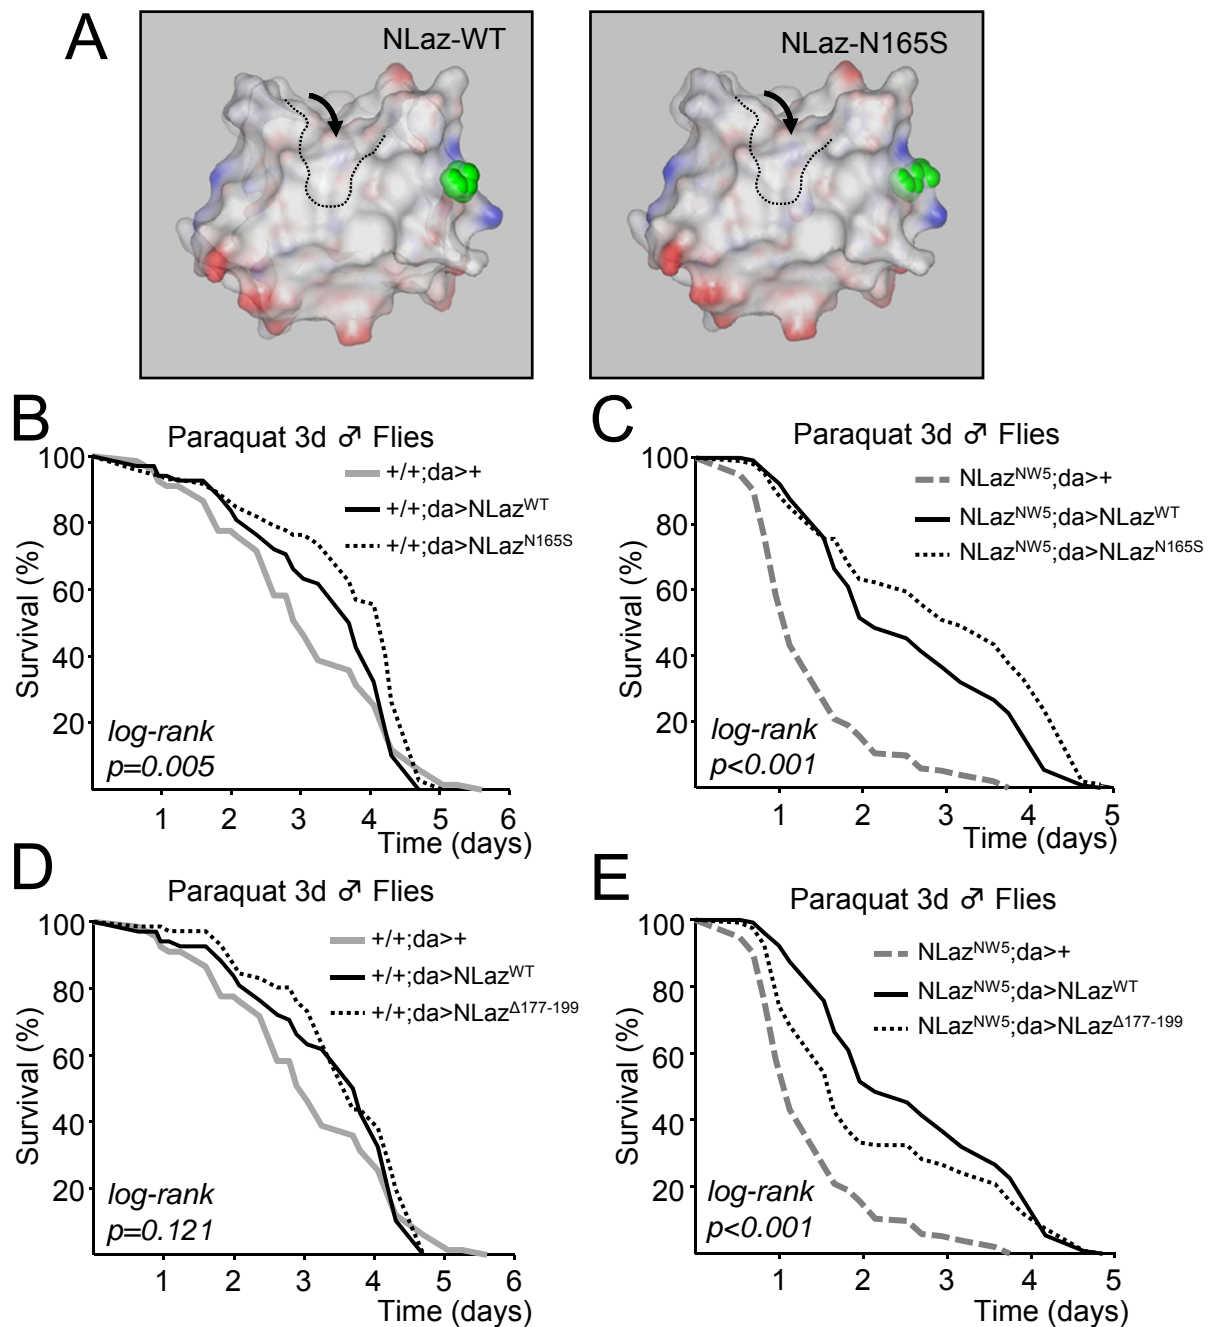 A
NLaz-WT
NLaz-N165S
B
Paraquat 3d ♂ Flies
+/+;da>+
+/+;da>NLazWT
+/+;da>NLazN165S
Survival (%)
100
80
60
40
20
log-rank
p=0.005
1 2 3 4 5 6
Time (days)
C
Paraquat 3d ♂ Flies
NLazNW5;da>+
NLazNW5;da>NLazWT
NLazNW5;da>NLazN165S
Survival (%)
100
80
60
40
20
log-rank
p<0.001
1 2 3 4 5
Time (days)
D
Paraquat 3d ♂ Flies
+/+;da>+
+/+;da>NLazWT
+/+;da>NLazΔ177-199
Survival (%)
100
80
60
40
20
log-rank
p=0.121
1 2 3 4 5 6
Time (days)
E
Paraquat 3d ♂ Flies
NLazNW5;da>+
NLazNW5;da>NLazWT
NLazNW5;da>NLazΔ177-199
Survival (%)
100
80
60
40
20
log-rank
p<0.001
1 2 3 4 5
Time (days)